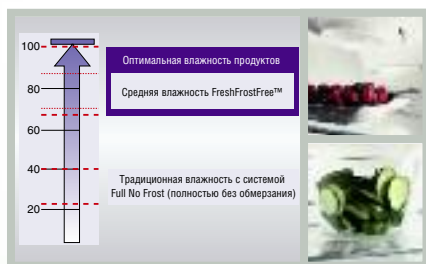 100
80
60
40
20
Оптимальная влажность продуктов
Средняя влажность FreshFrostFree™
Традиционная влажность с системой
Full No Frost (полностью без обмерзания)